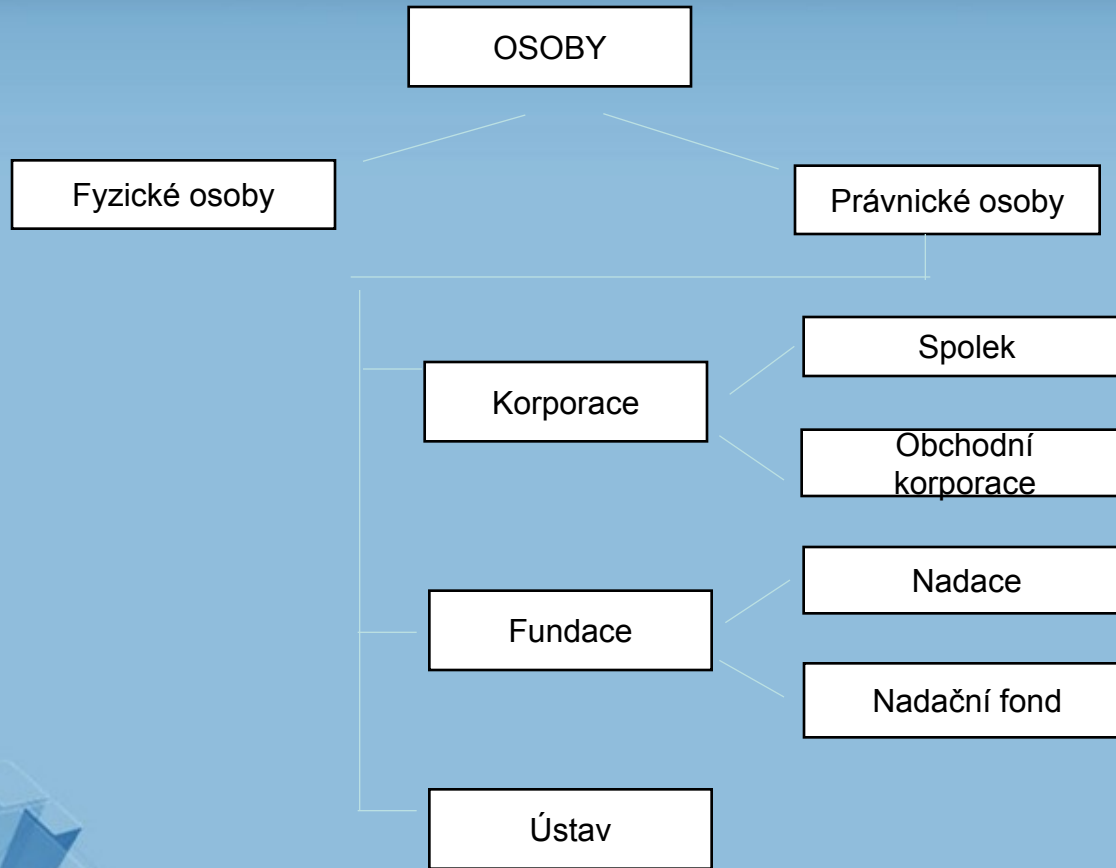 OSOBY
Fyzické osoby
Právnické osoby
Korporace
Spolek
Obchodní
korporace
Fundace
Nadace
Nadační fond
Ústav